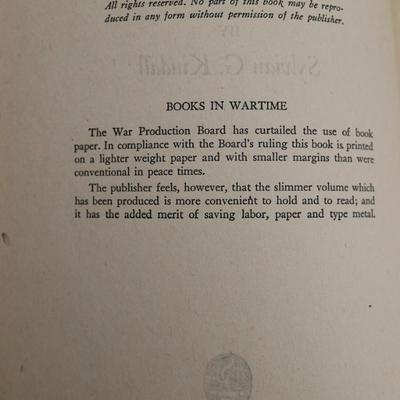 All rights reserved. No part of this book may be repro-
duced in any form without permission of the publisher.
BY
Sylvian G. Kindall
BOOKS IN WARTIME
The War Production Board has curtailed the use of book
paper. In compliance with the Board's ruling this book is printed
on a lighter weight paper and with smaller margins than were
conventional in peace times.
The publisher feels, however, that the slimmer volume which
has been produced is more convenient to hold and to read; and
it has the added merit of saving labor, paper and type metal.